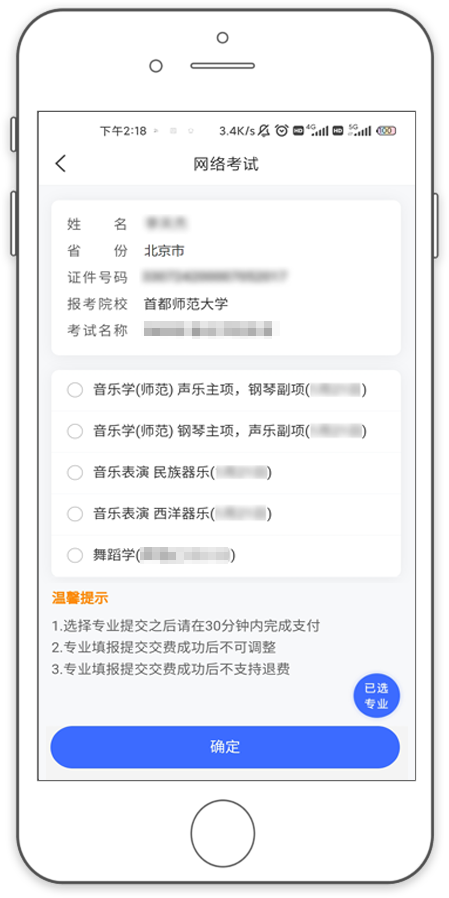 下午2:18
3.4K/s HD 4G HD 5G 100
网络考试
姓 名
省 份 北京市
证件号码
报考院校 首都师范大学
考试名称
音乐学(师范) 声乐主项，钢琴副项( )
音乐学(师范) 钢琴主项，声乐副项( )
音乐表演 民族器乐( )
音乐表演 西洋器乐( )
舞蹈学( )
温馨提示
1.选择专业提交之后请在30分钟内完成支付
2.专业填报提交交费成功后不可调整
3.专业填报提交交费成功后不支持退费
已选
专业
确定